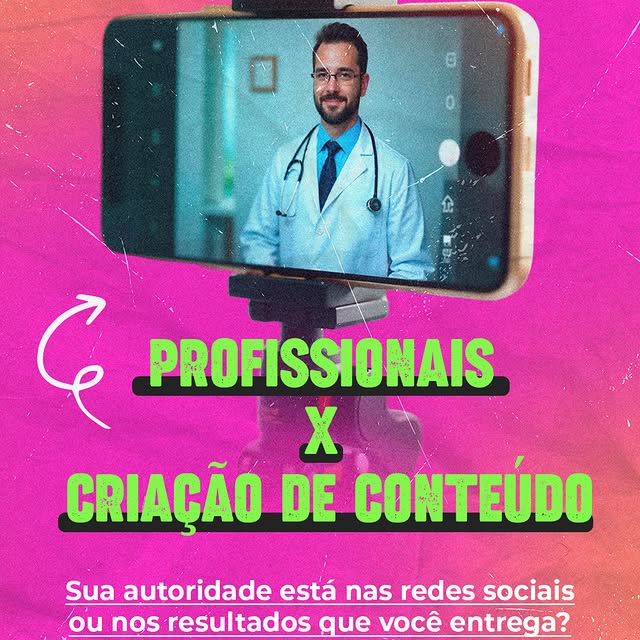 PROFISSIONAIS
X
CRIAÇÃO DE CONTEÚDO
Sua autoridade está nas redes sociais
ou nos resultados que você entrega?